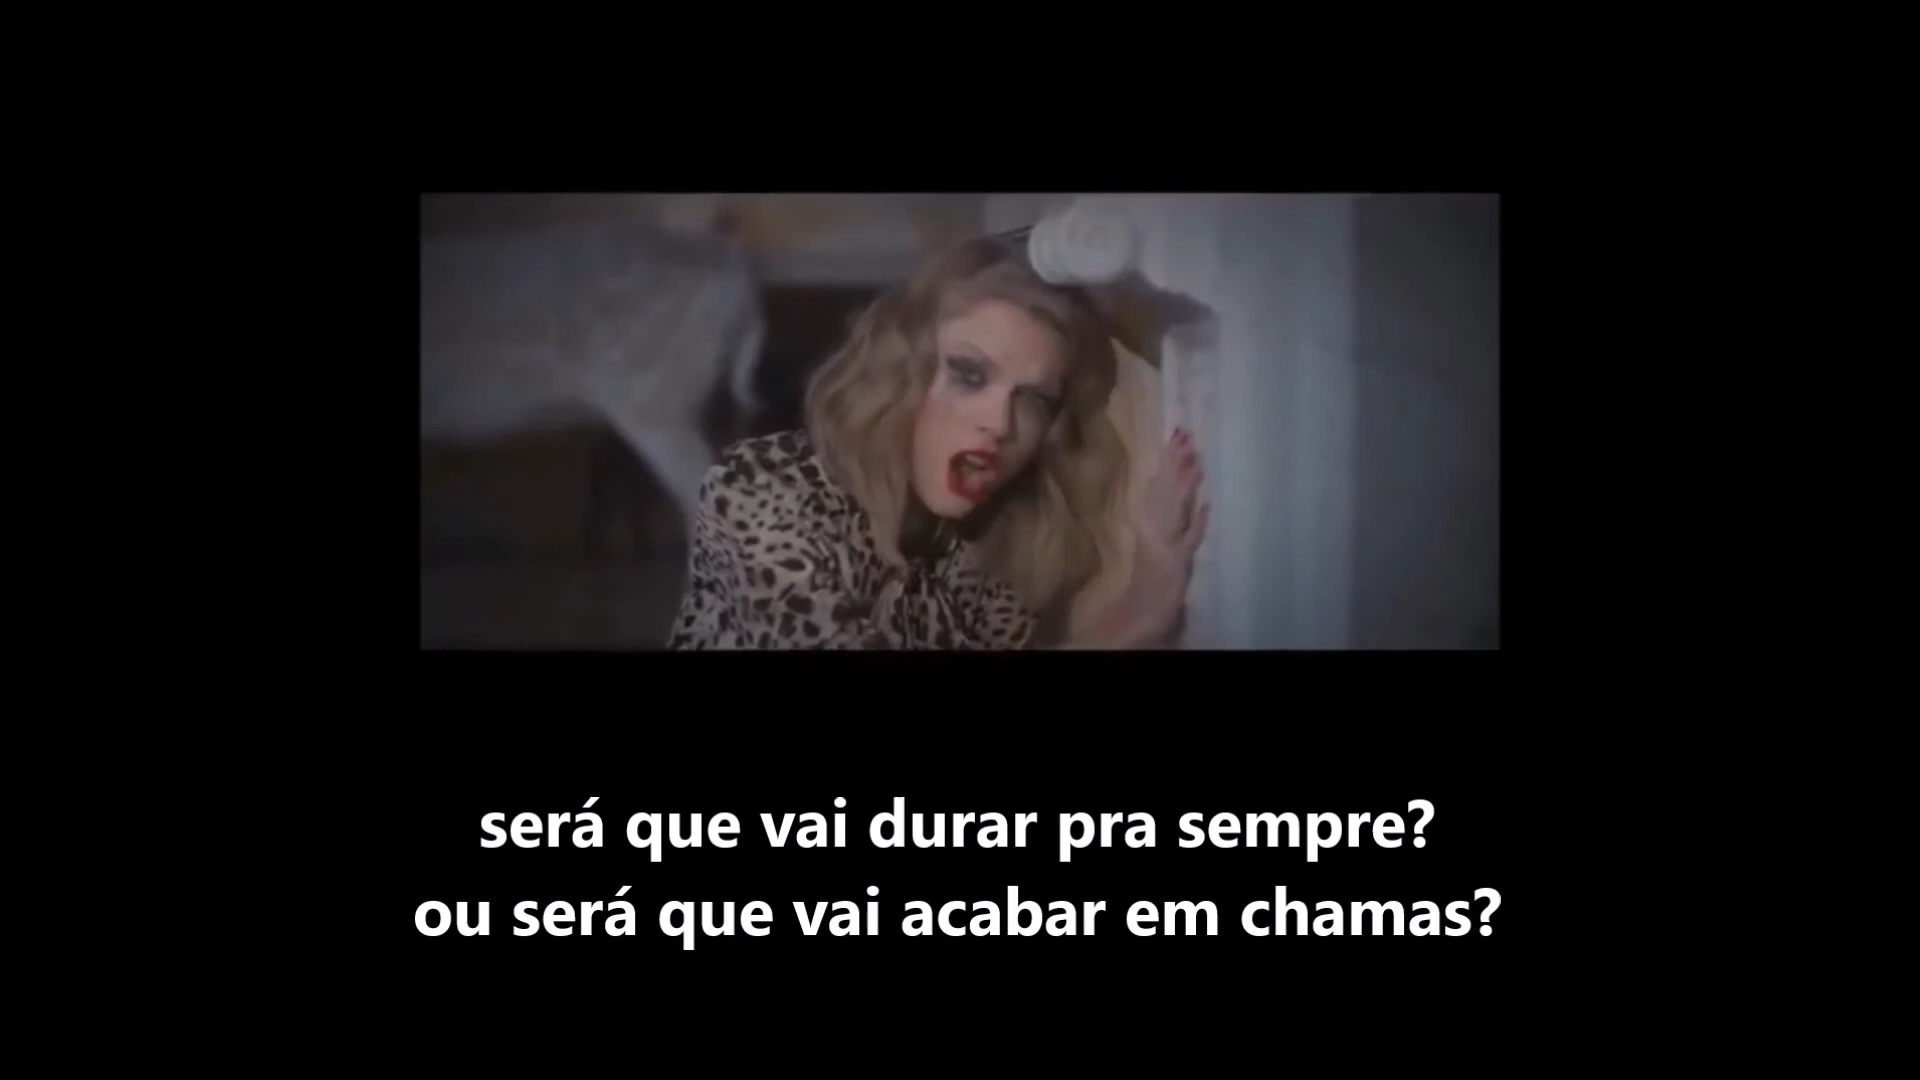 será que vai durar pra sempre?
ou será que vai acabar em chamas?